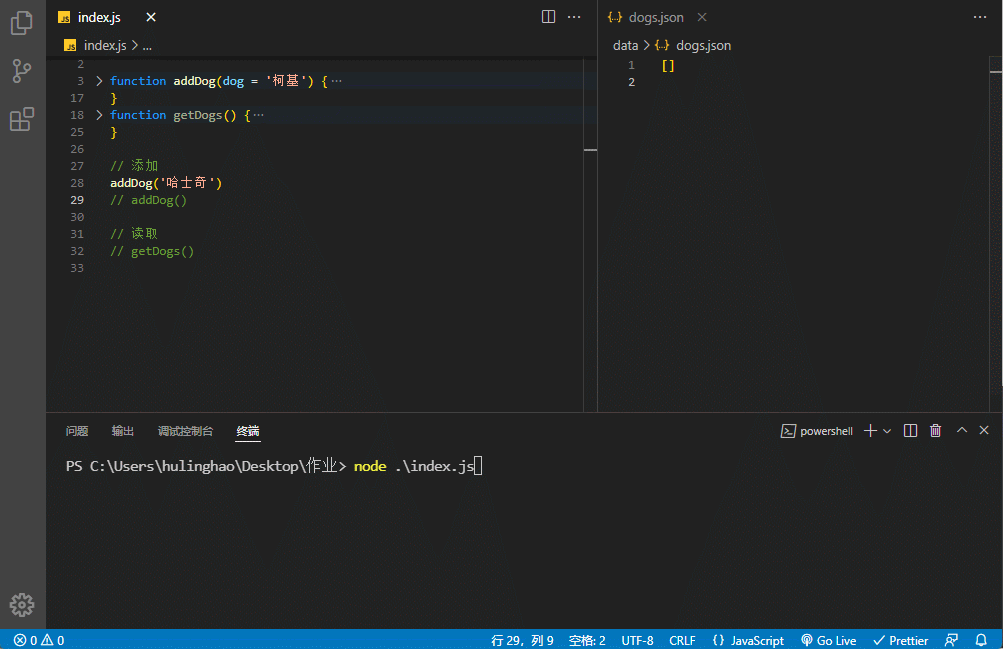 JS index.js
JS index.js > ...
2
3 > function addDog(dog = '柯基') { ⋯
17 }
18 > function getDogs() { ⋯
25 }
26
27 // 添加
28 addDog('哈士奇')
29 // addDog()
30
31 // 读取
32 // getDogs()
33
{..} dogs.json
data > {..} dogs.json
1 []
2
问题 输出 调试控制台 终端
powershell
PS C:\Users\hulinghao\Desktop\作业> node .\index.js
0 0 行 29，列 9 空格: 2 UTF-8 CRLF {} JavaScript Go Live Prettier